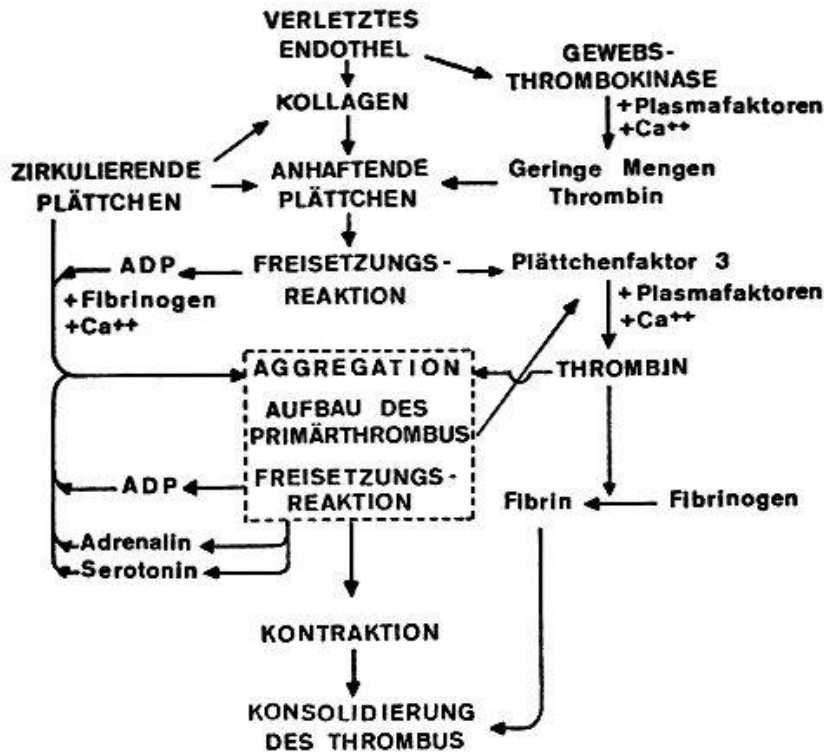 VERLETZTES
ENDOTHEL
GEWEBS-
THROMBOKINASE
KOLLAGEN
+Plasmafaktoren
+Ca++
ZIRKULIERENDE
PLÄTTCHEN
ANHAFTENDE
PLÄTTCHEN
Geringe Mengen
Thrombin
ADP
+Fibrinogen
+Ca++
FREISETZUNGS-
REAKTION
Plättchenfaktor 3
+Plasmafaktoren
+Ca++
AGGREGATION
THROMBIN
AUFBAU DES
PRIMÄRTHROMBUS
ADP
FREISETZUNGS-
REAKTION
Fibrin
Fibrinogen
Adrenalin
Serotonin
KONTRAKTION
KONSOLIDIERUNG
DES THROMBUS